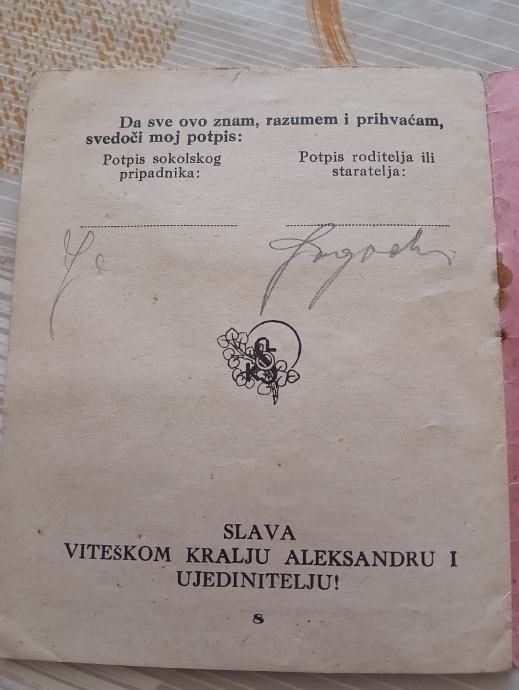 Da sve ovo znam, razumem i prihvaćam,
svedoči moj potpis:
Potpis sokolskog
pripadnika:
Potpis roditelja ili
staratelja:
SLAVA
VITEŠKOM KRALJU ALEKSANDRU I
UJEDINITELJU!
8